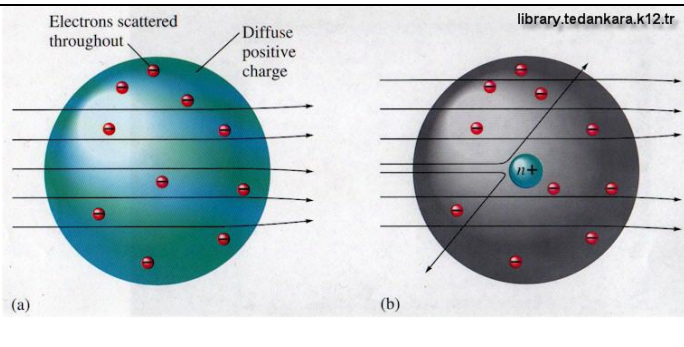 Electrons scattered
throughout
Diffuse
positive
charge
(a)
library.tedankara.k12.tr
n+
(b)